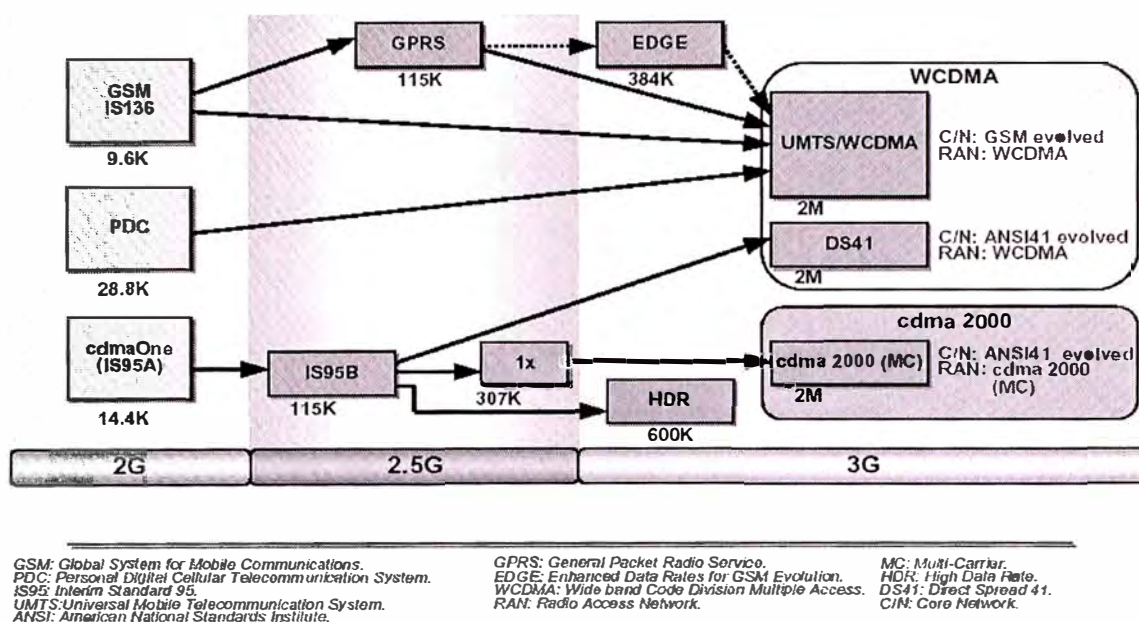 GPRS
115K
EDGE
384K
GSM
IS136
9.6K
WCDMA
UMTS/WCDMA
2M
C/N: GSM evolved
RAN: WCDMA
PDC
28.8K
DS41
2M
C/N: ANSI41 evolved
RAN: WCDMA
cdmaOne
(IS95A)
14.4K
IS95B
115K
1x
307K
HDR
600K
cdma 2000
cdma 2000 (MC)
2M
C/N: ANSI41 evolved
RAN: cdma 2000
(MC)
2G
2.5G
3G
GSM: Global System for Mobile Communications.
PDC: Personal Digital Cellular Telecommunication System.
IS95: Interim Standard 95.
UMTS:Universal Mobile Telecommunication System.
ANSI: American National Standards Institute.
GPRS: General Packet Radio Service.
EDGE: Enhanced Data Rates for GSM Evolution.
WCDMA: Wide band Code Division Multiple Access.
RAN: Radio Access Network.
MC: Multi-Carrier.
HDR: High Data Rate.
DS41: Direct Spread 41.
C/N: Core Network.